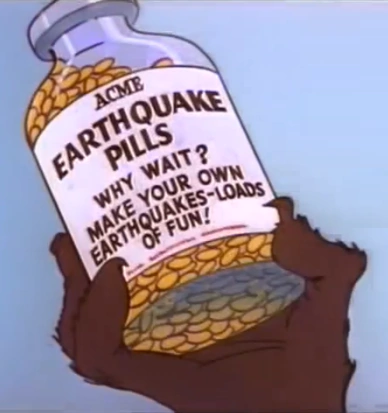 ACME
EARTHQUAKE
PILLS
WHY WAIT?
MAKE YOUR OWN
EARTHQUAKES-LOADS
OF FUN!